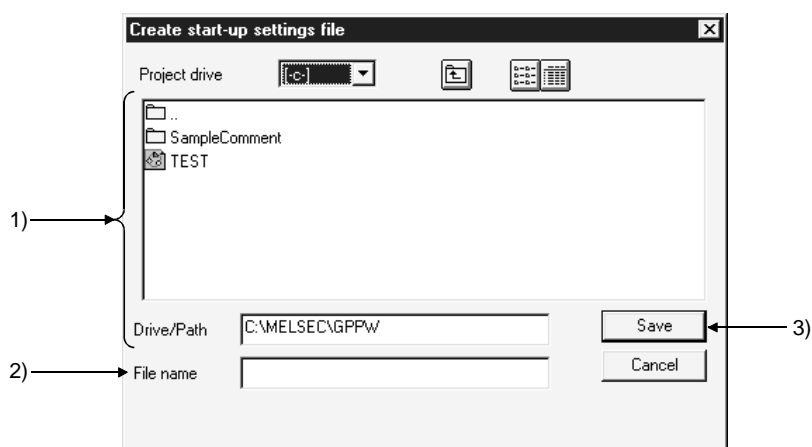 Create start-up settings file
Project drive [-c-]
..
SampleComment
TEST
1)
Drive/Path C:\MELSEC\GPPW Save 3)
2) File name Cancel